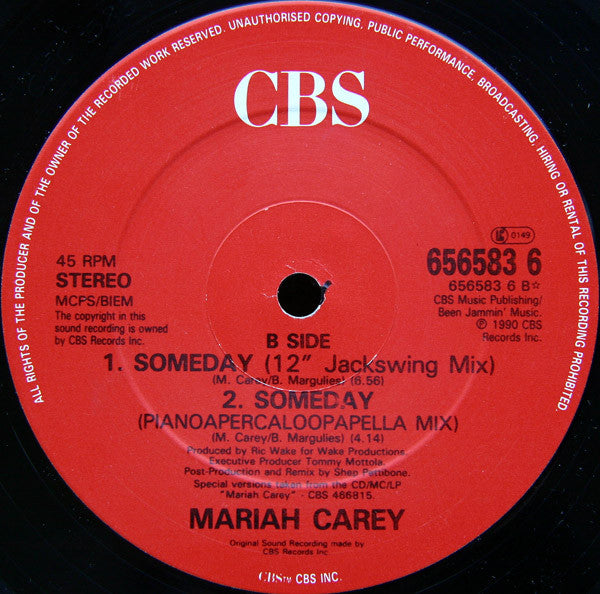 ALL RIGHTS OF THE PRODUCER AND OF THE OWNER OF THE RECORDED WORK RESERVED. UNAUTHORISED COPYING, PUBLIC PERFORMANCE, BROADCASTING, HIRING OR RENTAL OF THIS RECORDING PROHIBITED.
CBS
45 RPM
STEREO
MCPS/BIEM
The copyright in this
sound recording is owned
by CBS Records Inc.
0149
656583 6
656583 6 B☆
CBS Music Publishing/
Been Jammin' Music.
℗ 1990 CBS
Records Inc.
B SIDE
1. SOMEDAY (12" Jackswing Mix)
(M. Carey/B. Margulies) (6.56)
2. SOMEDAY
(PIANOAPERCALOOPAPELLA MIX)
(M. Carey/B. Margulies) (4.14)
Produced by Ric Wake for Wake Productions.
Executive Producer Tommy Mottola.
Post-Production and Remix by Shep Pettibone.
Special versions taken from the CD/MC/LP
"Mariah Carey" - CBS 466815.
MARIAH CAREY
Original Sound Recording made by
CBS Records Inc.
CBS™ CBS INC.